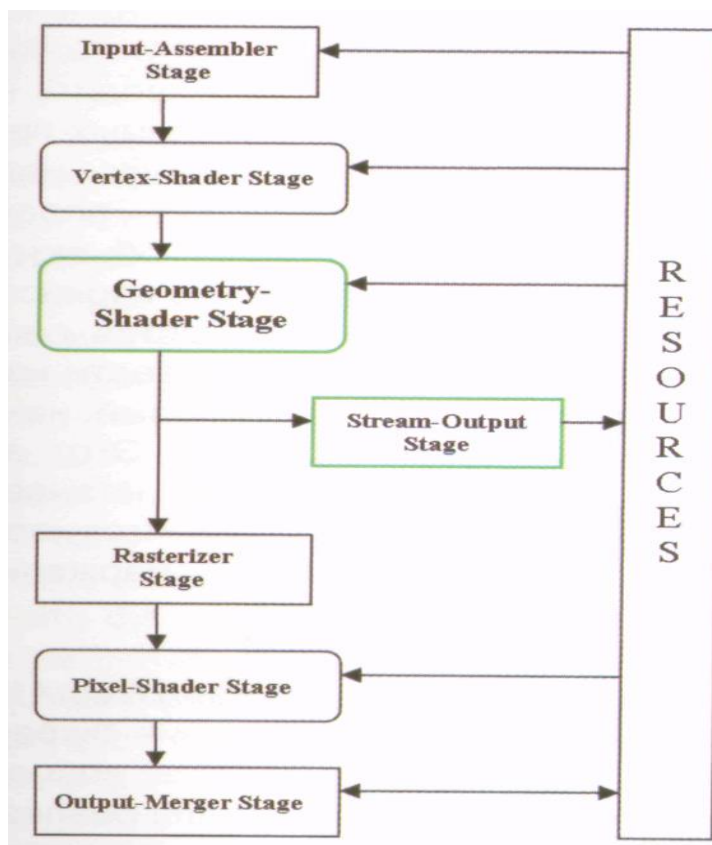 Input-Assembler
Stage
Vertex-Shader Stage
Geometry-
Shader Stage
Stream-Output
Stage
Rasterizer
Stage
Pixel-Shader Stage
Output-Merger Stage
RESOURCES